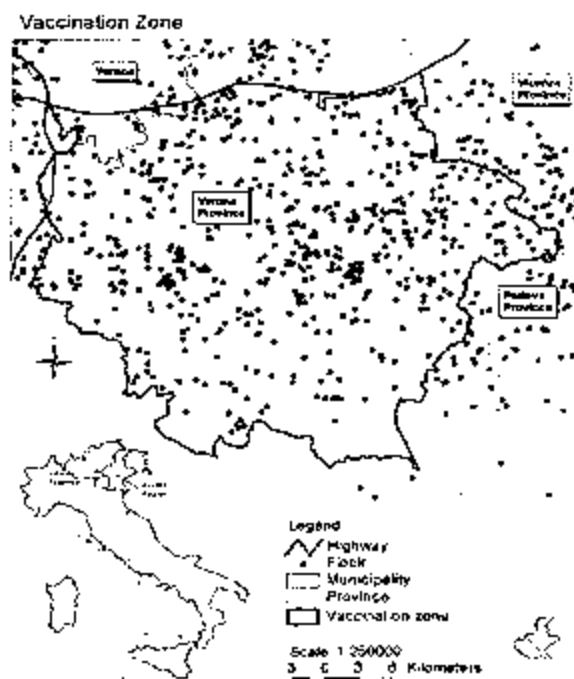 Vaccination Zone
Verona
Vicenza
Province
Verona
Province
Padova
Province
Legend
Highway
Flock
Municipality
Province
Vaccination zone
Scale 1:250000
Kilometers